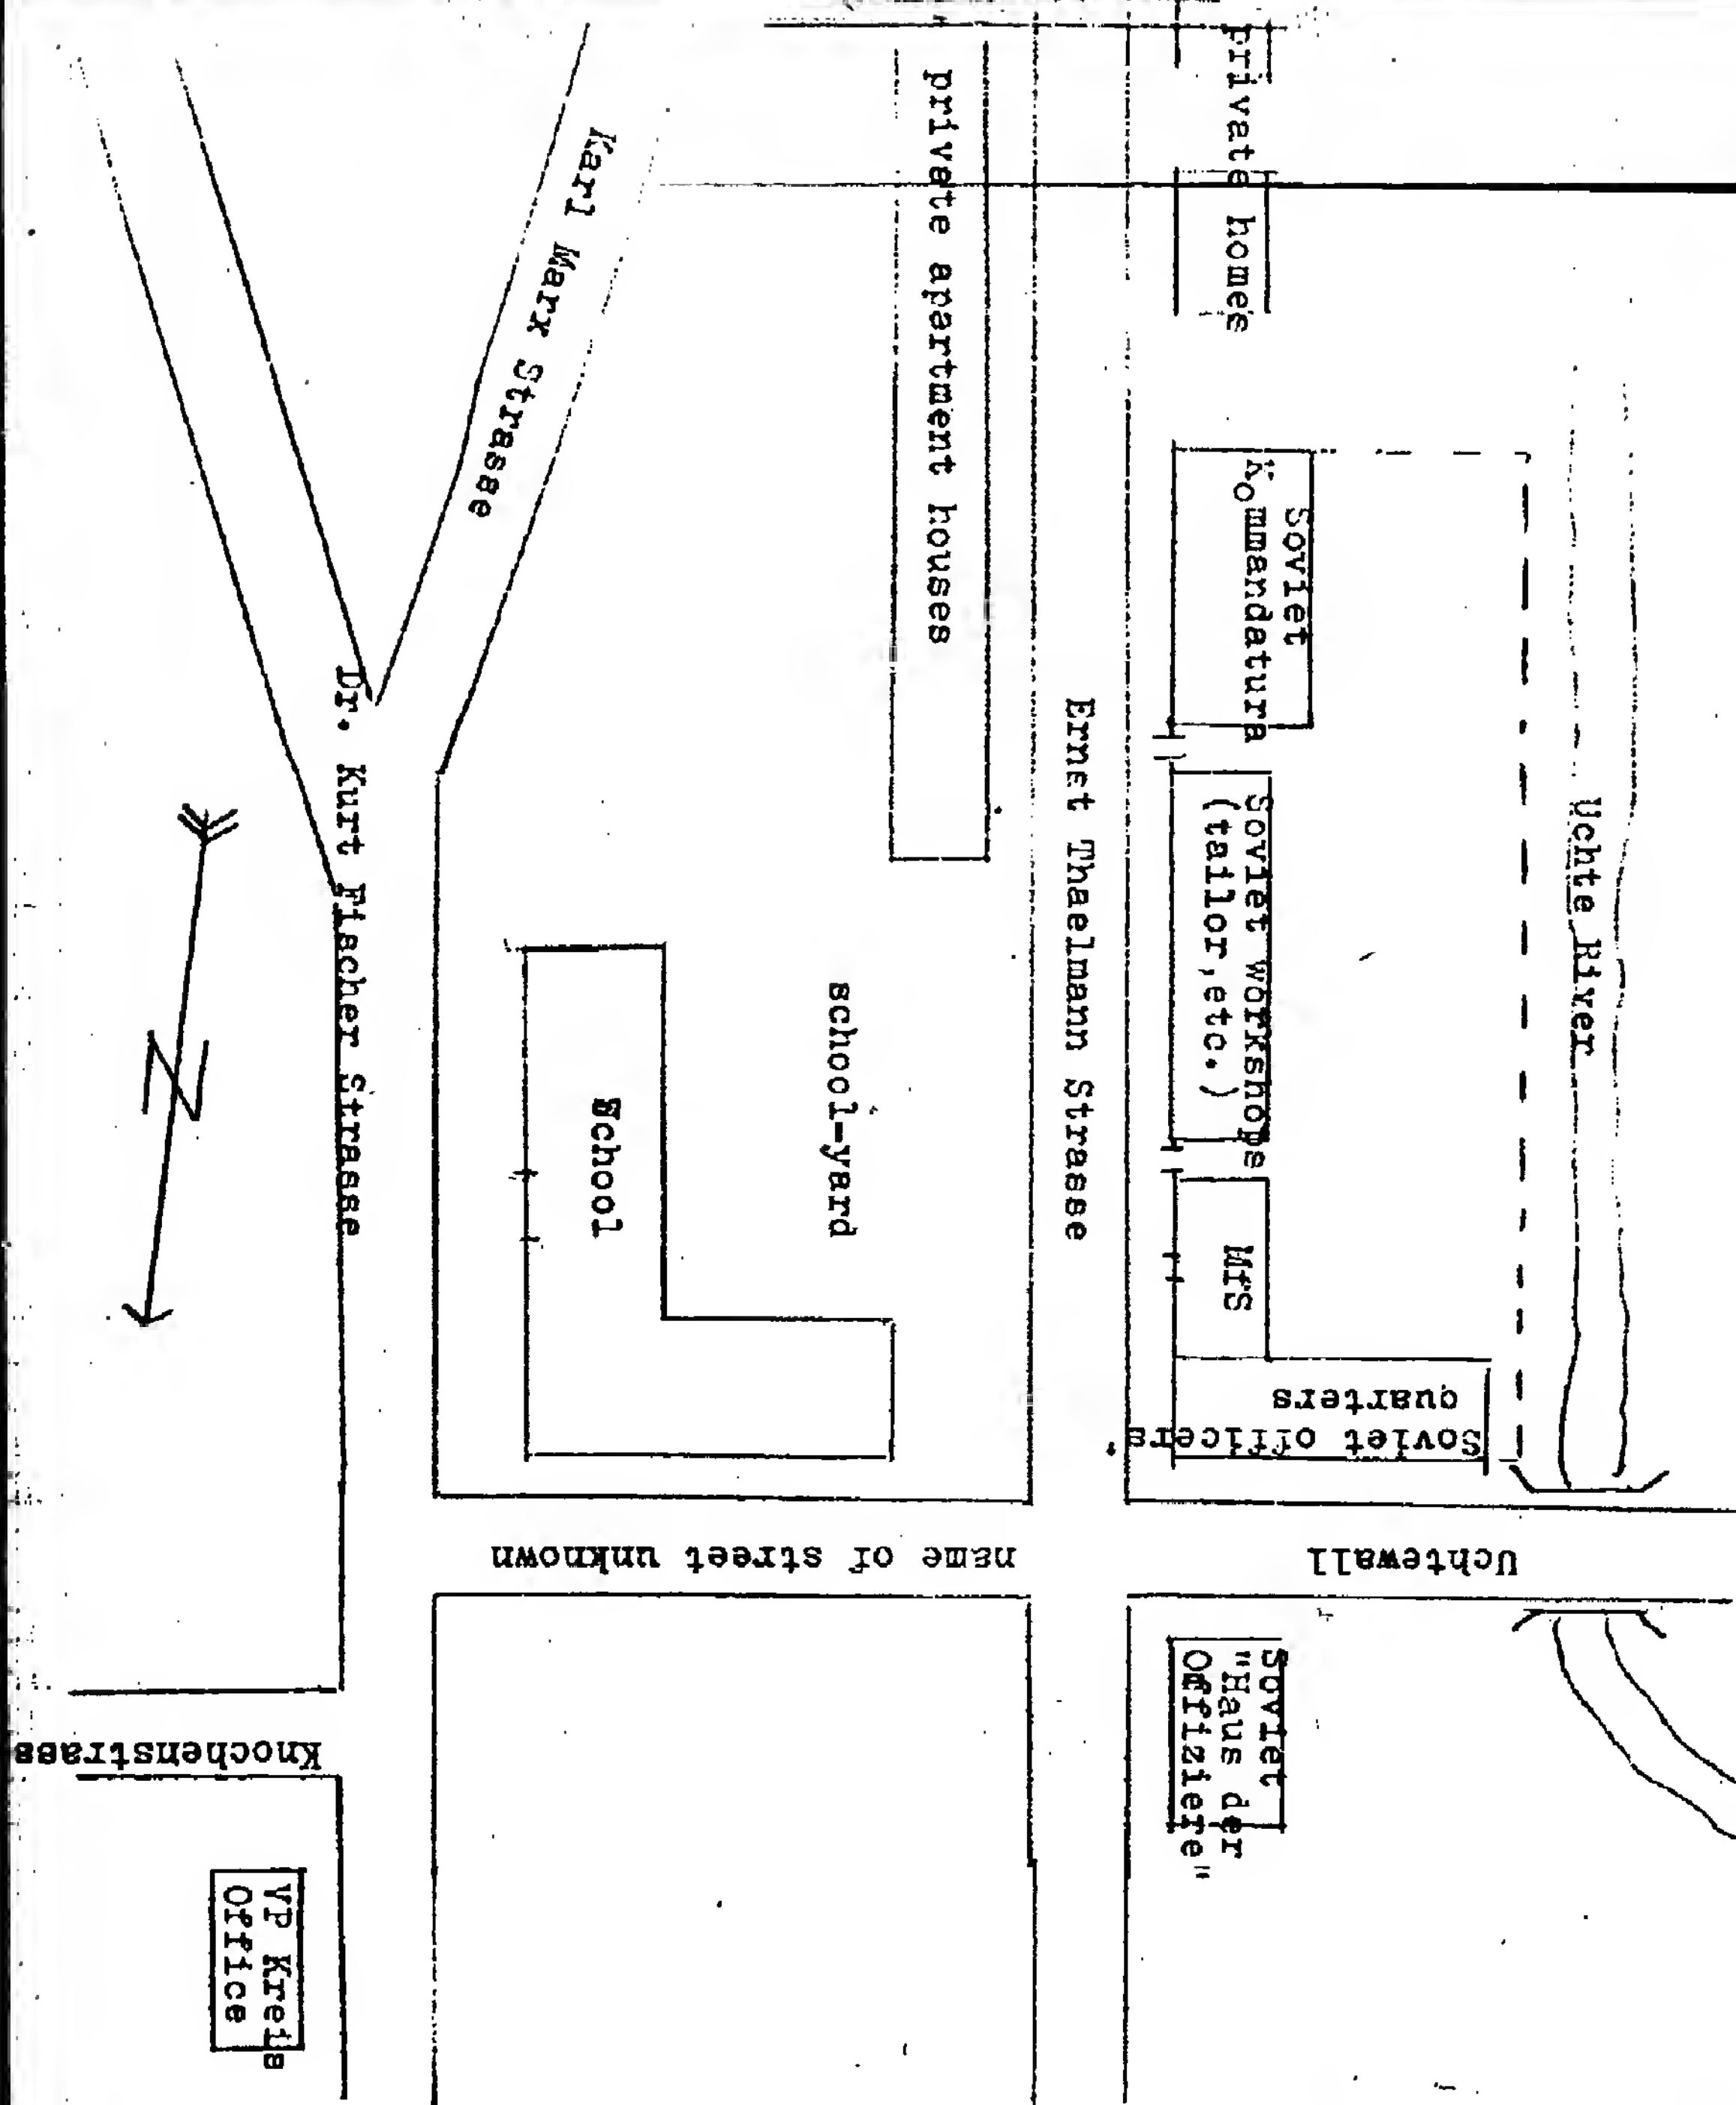 private homes
private apartment houses
Karl Marx Strasse
Soviet
Kommandatura
Uchte River
Soviet workshops
(tailor,etc.)
Ernst Thaelmann Strasse
Dr. Kurt Fischer Strasse
school-yard
School
N
MfS
Soviet officers'
quarters
Uchtewall
name of street unknown
Knochenstrass
Soviet
"Haus der
Offiziere"
VP Kreis
Office